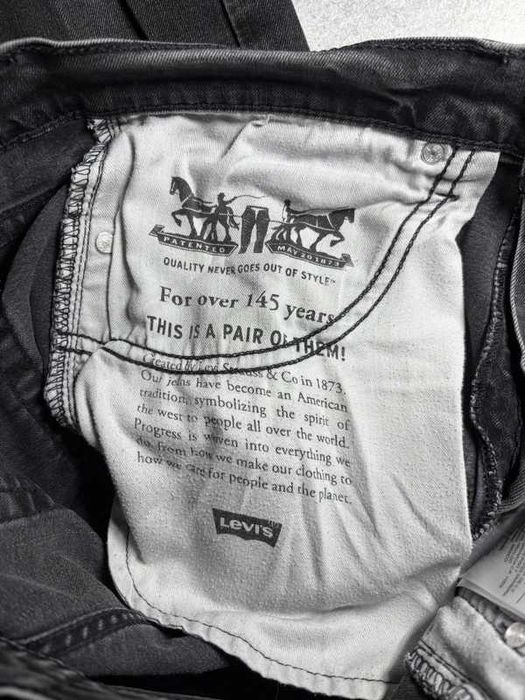 PATENTED MAY 20 1873
QUALITY NEVER GOES OUT OF STYLE™
For over 145 years
THIS IS A PAIR OF THEM!
Created by Levi Strauss & Co in 1873.
Our jeans have become an American
tradition, symbolizing the spirit of
the west to people all over the world.
Progress is woven into everything we
do, from how we make our clothing to
how we care for people and the planet.
Levi's